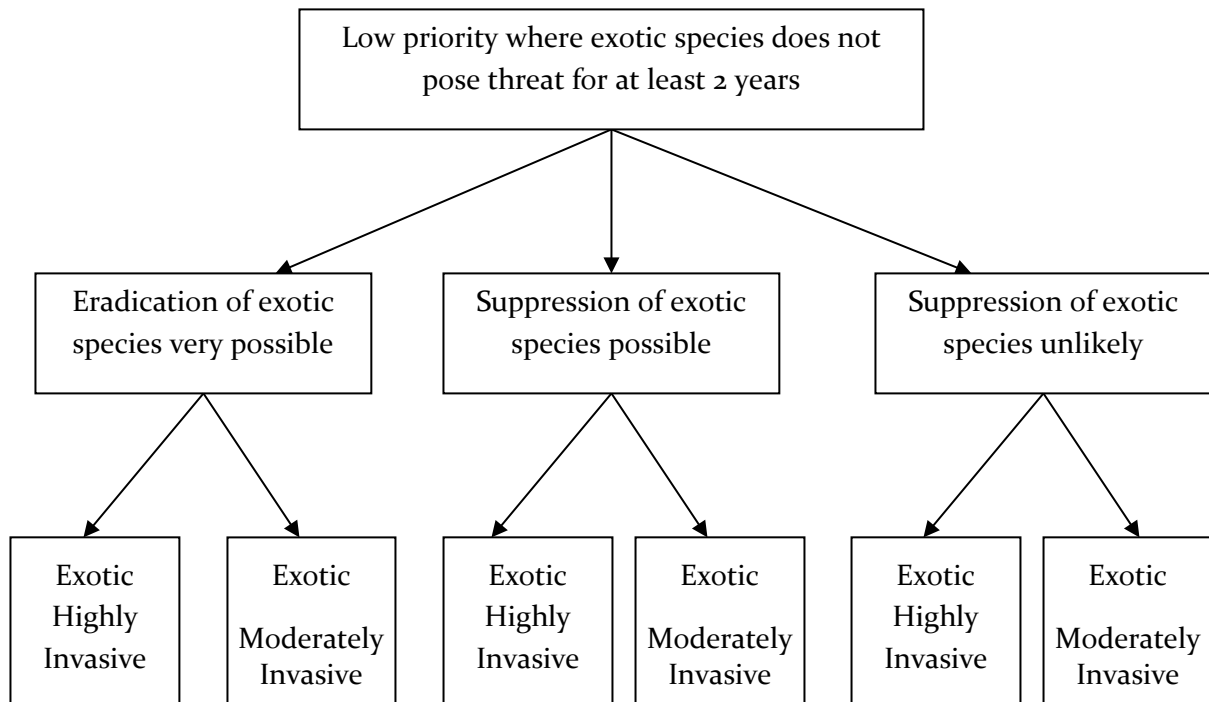 Low priority where exotic species does not
pose threat for at least 2 years
Eradication of exotic
species very possible
Suppression of exotic
species possible
Suppression of exotic
species unlikely
Exotic
Highly
Invasive
Exotic
Moderately
Invasive
Exotic
Highly
Invasive
Exotic
Moderately
Invasive
Exotic
Highly
Invasive
Exotic
Moderately
Invasive